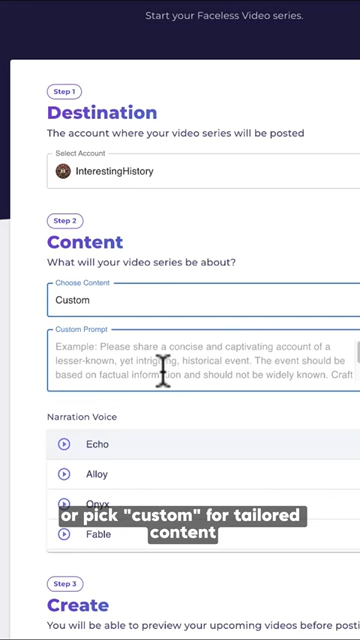 Start your Faceless Video series.
Step 1
Destination
The account where your video series will be posted
Select Account
InterestingHistory
Step 2
Content
What will your video series be about?
Choose Content
Custom
Custom Prompt
Example: Please share a concise and captivating account of a
lesser-known, yet intriguing, historical event. The event should be
based on factual information and should not be widely known. Craft
Narration Voice
Echo
Alloy
Onyx
or pick "custom" for tailored
content
Fable
Step 3
Create
You will be able to preview your upcoming videos before posti